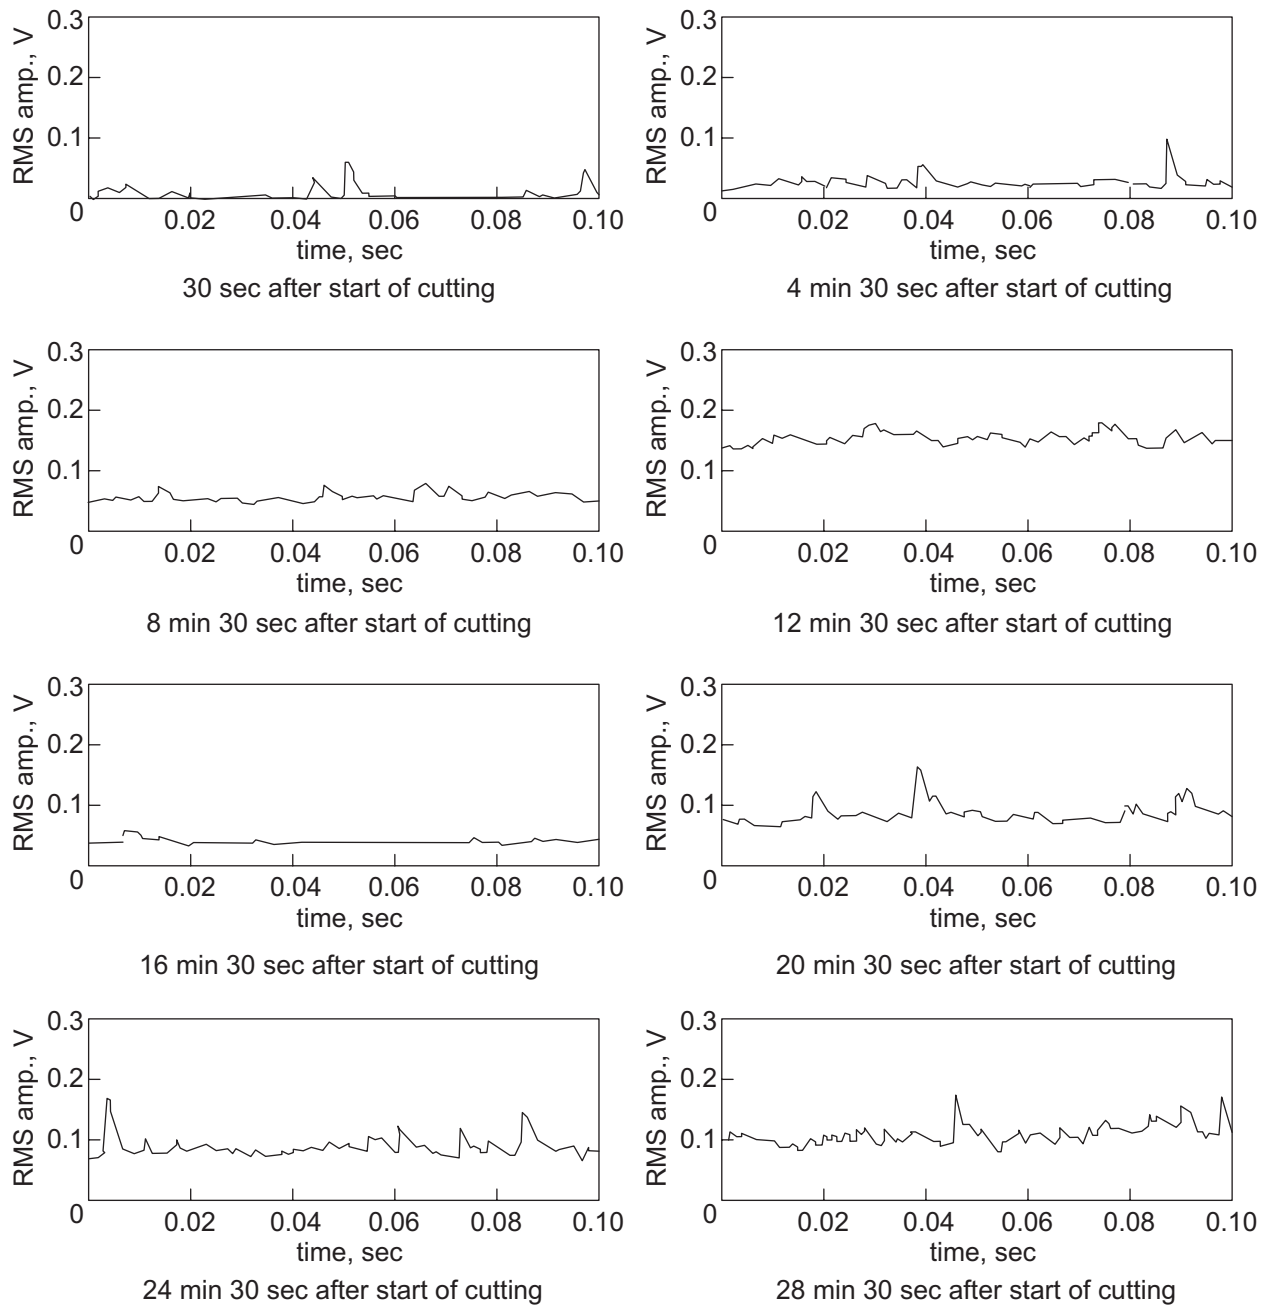 RMS amp., V
0.3
0.2
0.1
0
0.02 0.04 0.06 0.08 0.10
time, sec
30 sec after start of cutting
RMS amp., V
0.3
0.2
0.1
0
0.02 0.04 0.06 0.08 0.10
time, sec
4 min 30 sec after start of cutting
RMS amp., V
0.3
0.2
0.1
0
0.02 0.04 0.06 0.08 0.10
time, sec
8 min 30 sec after start of cutting
RMS amp., V
0.3
0.2
0.1
0
0.02 0.04 0.06 0.08 0.10
time, sec
12 min 30 sec after start of cutting
RMS amp., V
0.3
0.2
0.1
0
0.02 0.04 0.06 0.08 0.10
time, sec
16 min 30 sec after start of cutting
RMS amp., V
0.3
0.2
0.1
0
0.02 0.04 0.06 0.08 0.10
time, sec
20 min 30 sec after start of cutting
RMS amp., V
0.3
0.2
0.1
0
0.02 0.04 0.06 0.08 0.10
time, sec
24 min 30 sec after start of cutting
RMS amp., V
0.3
0.2
0.1
0
0.02 0.04 0.06 0.08 0.10
time, sec
28 min 30 sec after start of cutting